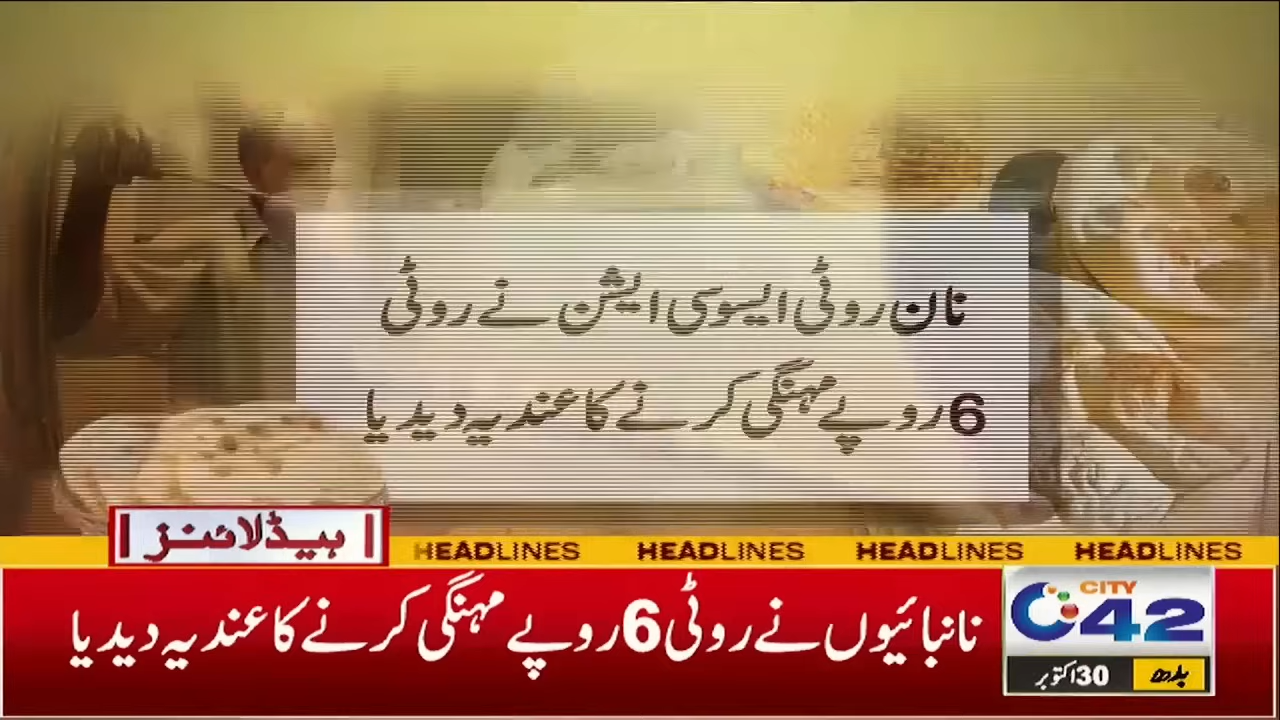 نان روٹی ایسوسی ایشن نے روٹی
6 روپے مہنگی کرنے کا عندیہ دیدیا
ہیڈلائنز
HEADLINES HEADLINES HEADLINES HEADLINES
نانبائیوں نے روٹی 6 روپے مہنگی کرنے کا عندیہ دیدیا
CITY
42
بدھ 30 اکتوبر